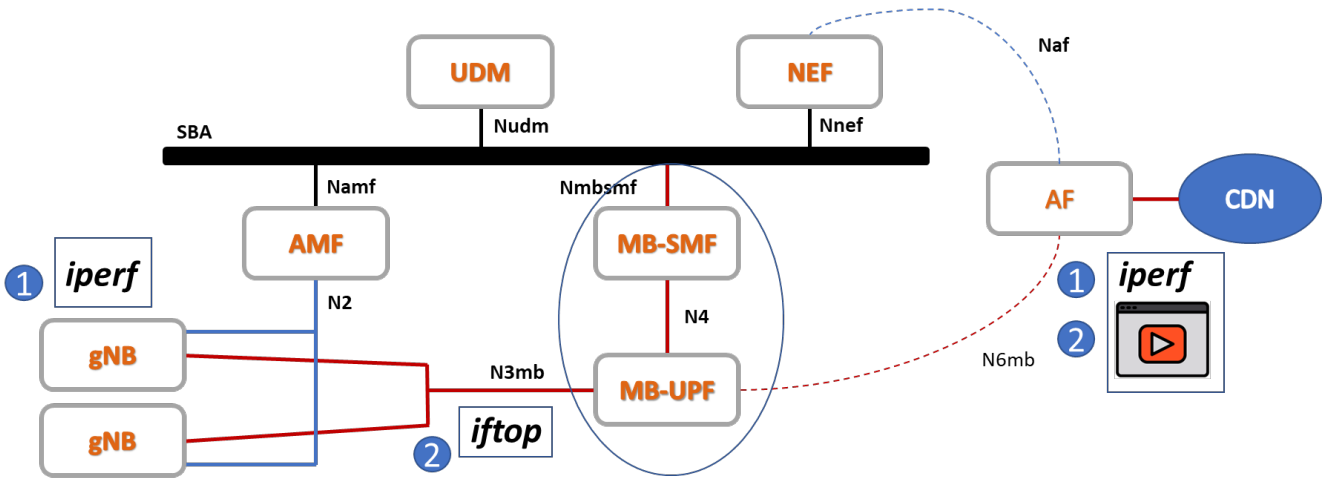 UDM
NEF
Naf
SBA
Nudm
Nnef
Namf
Nmbsmf
AF
CDN
AMF
MB-SMF
1
iperf
1
iperf
N2
N4
2
gNB
N3mb
MB-UPF
N6mb
gNB
2
iftop